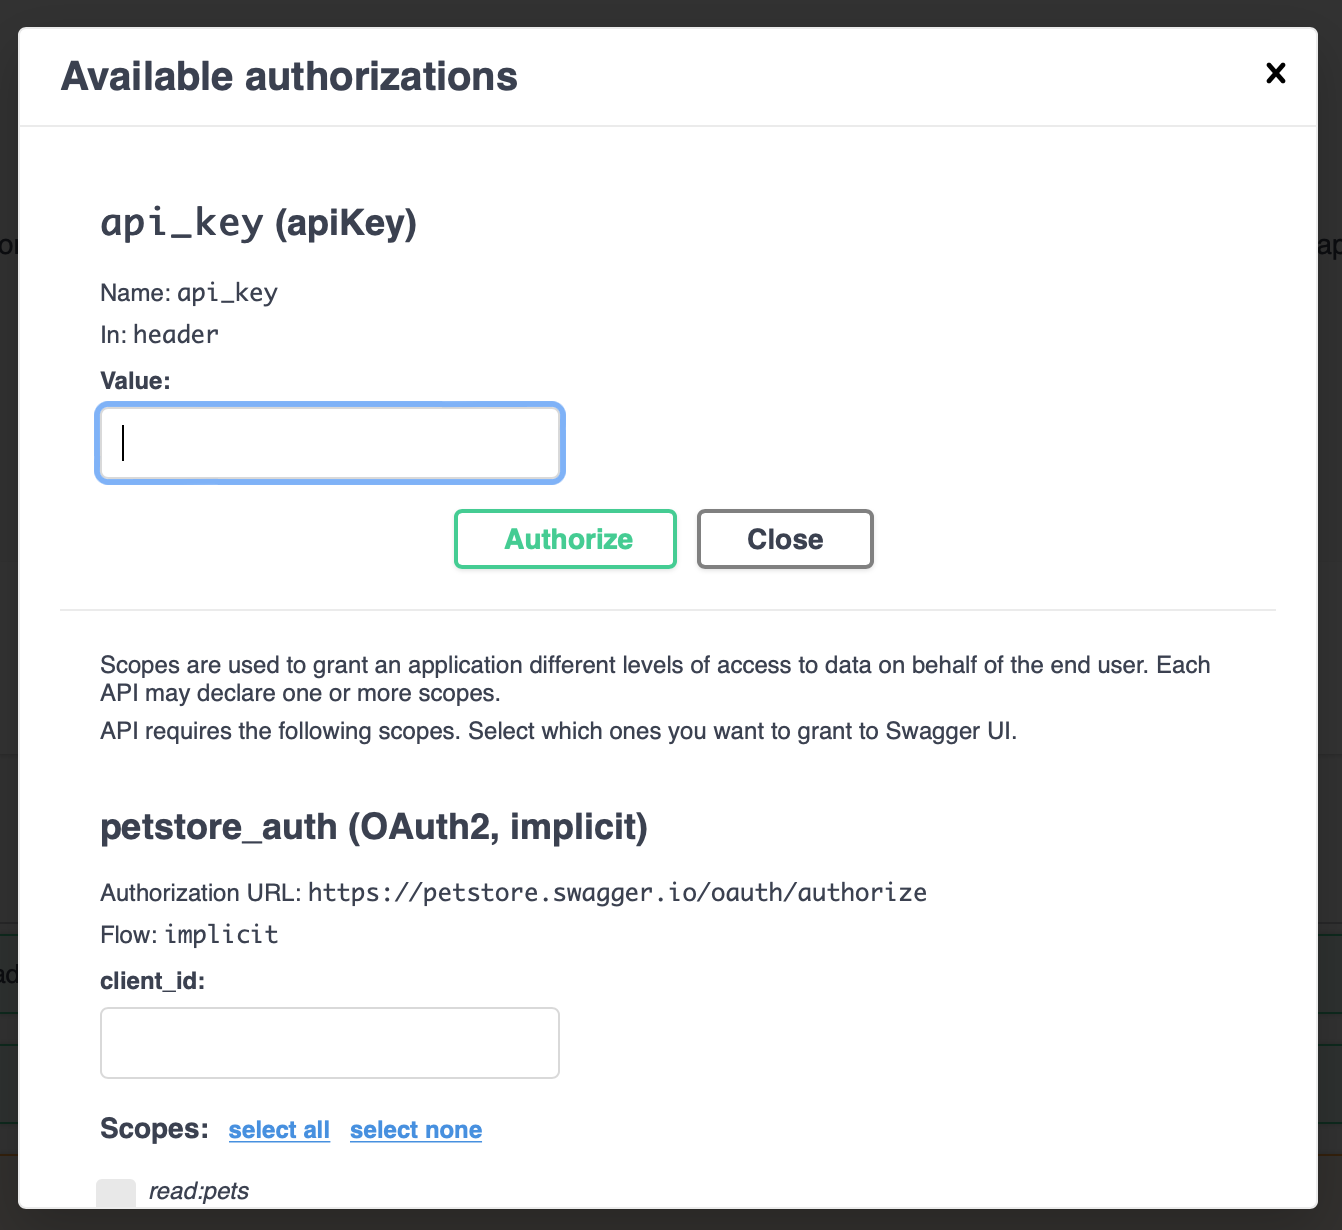 Available authorizations
api_key (apiKey)
Name: api_key
In: header
Value:
Authorize
Close
Scopes are used to grant an application different levels of access to data on behalf of the end user. Each
API may declare one or more scopes.
API requires the following scopes. Select which ones you want to grant to Swagger UI.
petstore_auth (OAuth2, implicit)
Authorization URL: https://petstore.swagger.io/oauth/authorize
Flow: implicit
client_id:
Scopes: select all select none
read:pets